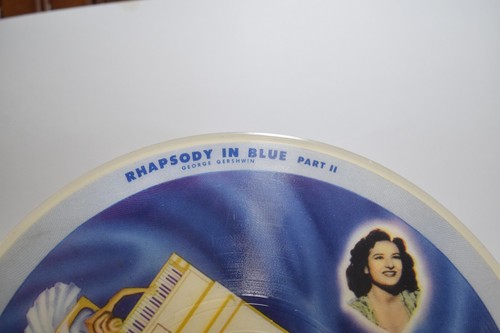 RHAPSODY IN BLUE PART II
GEORGE GERSHWIN